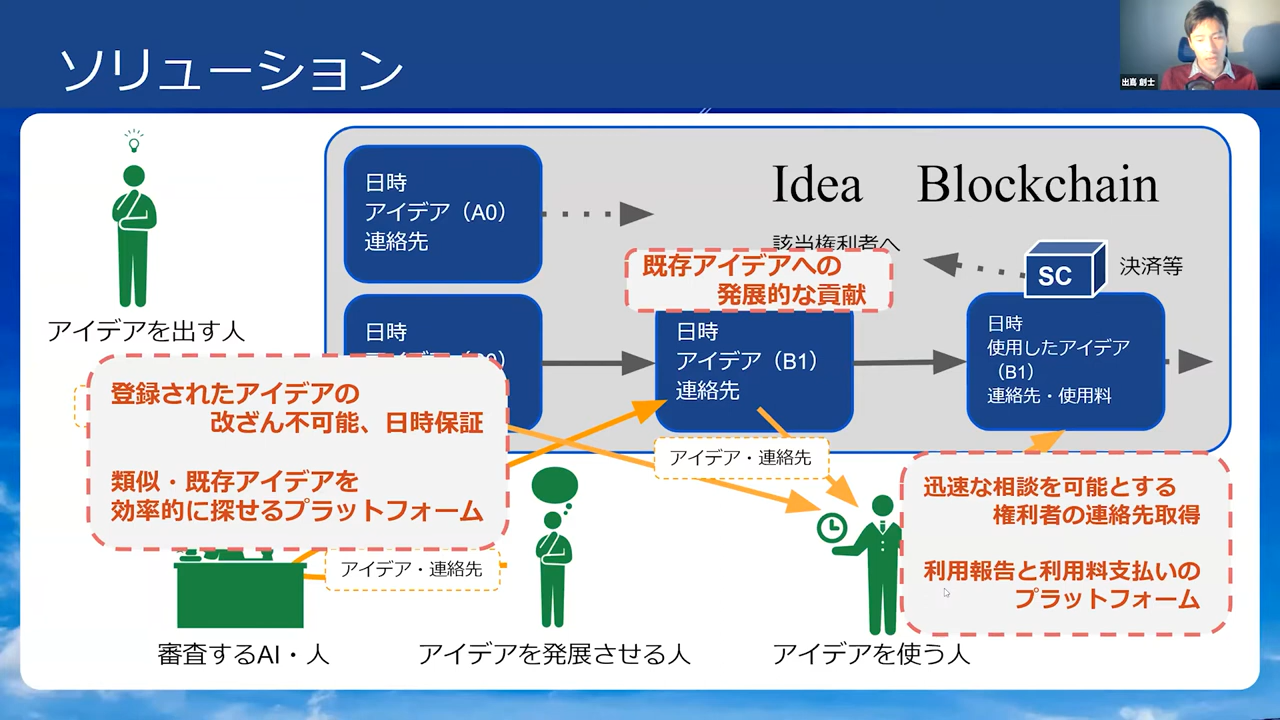 ソリューション
出嶌 創士
日時
アイデア（A0）
連絡先
Idea Blockchain
該当権利者へ
既存アイデアへの
発展的な貢献
SC
決済等
日時
日時
アイデア（B1）
連絡先
日時
使用したアイデア
（B1）
連絡先・使用料
アイデアを出す人
登録されたアイデアの
改ざん不可能、日時保証
類似・既存アイデアを
効率的に探せるプラットフォーム
アイデア・連絡先
迅速な相談を可能とする
権利者の連絡先取得
利用報告と利用料支払いの
プラットフォーム
アイデア・連絡先
審査するAI・人
アイデアを発展させる人
アイデアを使う人